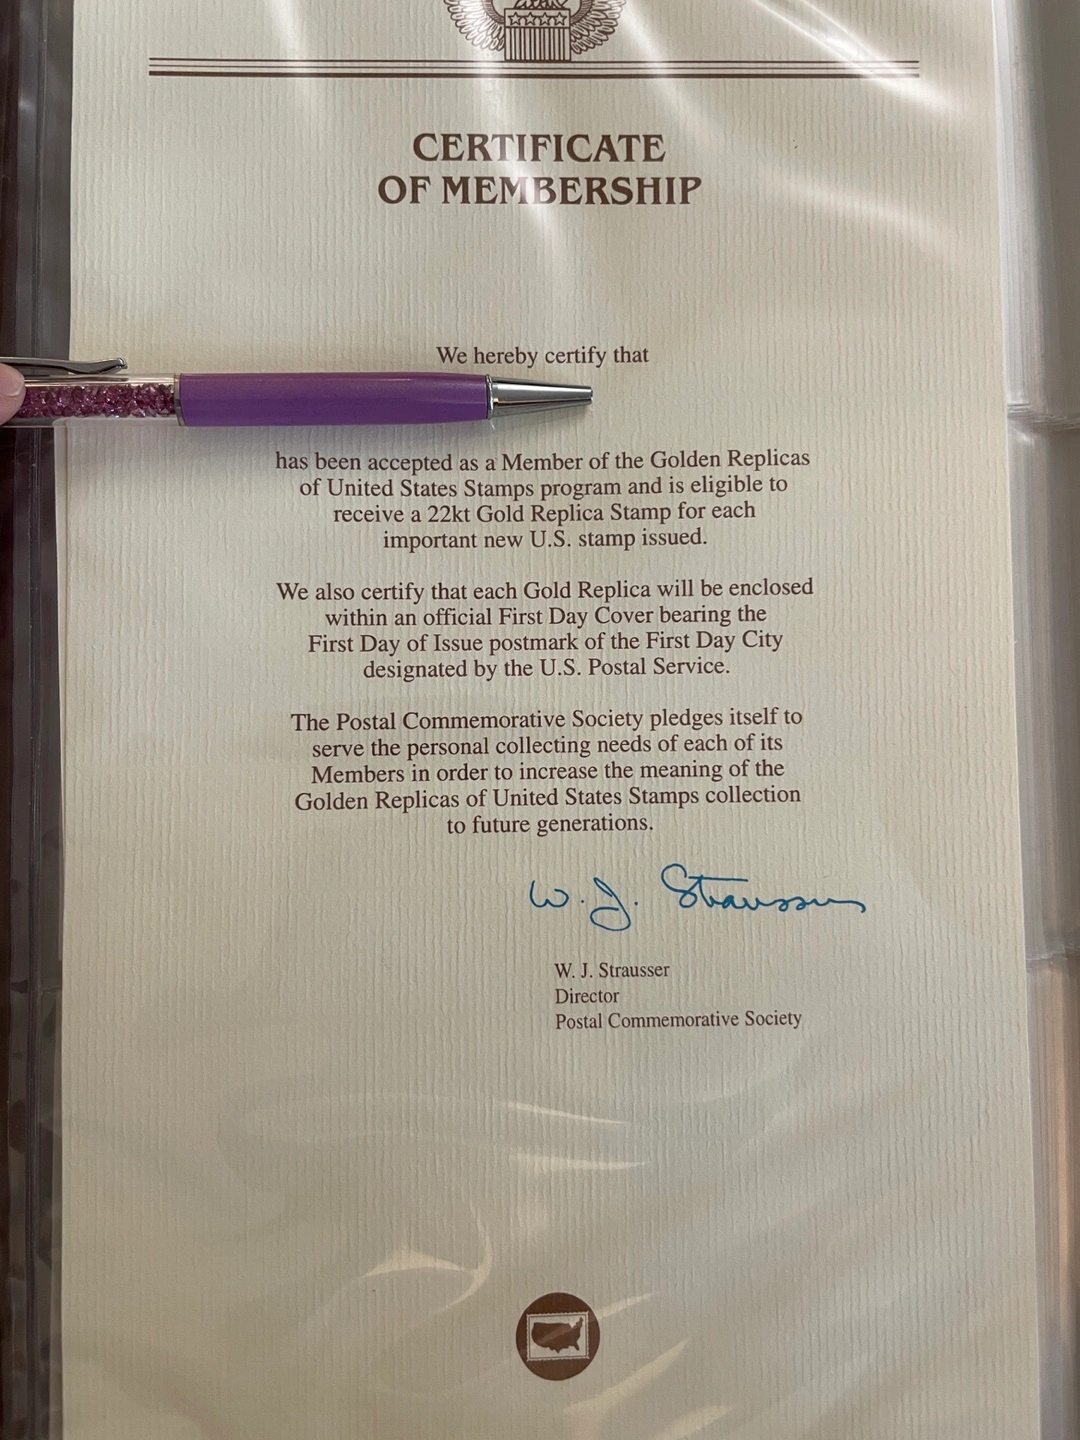 CERTIFICATE
OF MEMBERSHIP
We hereby certify that
has been accepted as a Member of the Golden Replicas
of United States Stamps program and is eligible to
receive a 22kt Gold Replica Stamp for each
important new U.S. stamp issued.
We also certify that each Gold Replica will be enclosed
within an official First Day Cover bearing the
First Day of Issue postmark of the First Day City
designated by the U.S. Postal Service.
The Postal Commemorative Society pledges itself to
serve the personal collecting needs of each of its
Members in order to increase the meaning of the
Golden Replicas of United States Stamps collection
to future generations.
W. J. Strausser
W. J. Strausser
Director
Postal Commemorative Society